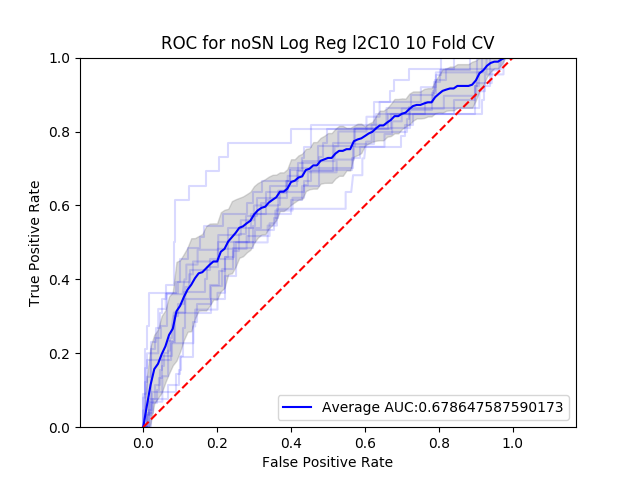 ROC for noSN Log Reg l2C10 10 Fold CV
1.0
0.8
0.6
0.4
0.2
0.0
True Positive Rate
Average AUC:0.678647587590173
0.0 0.2 0.4 0.6 0.8 1.0
False Positive Rate